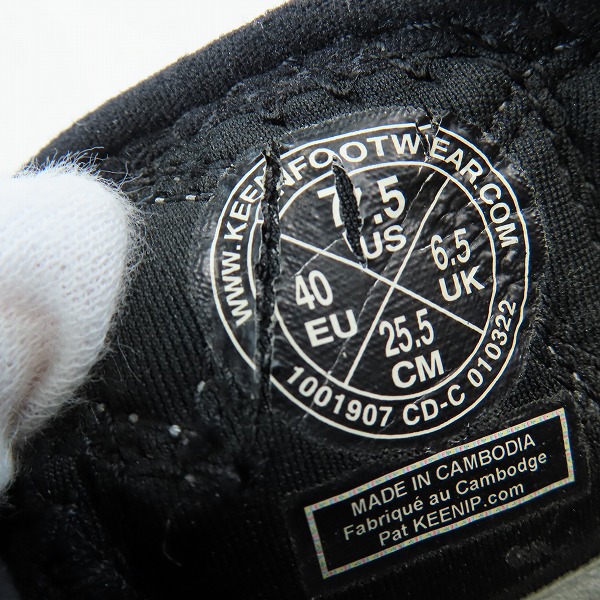 WWW.KEENFOOTWEAR.COM
7.5
US
6.5
UK
40
EU
25.5
CM
1001907 CD-C 010322
MADE IN CAMBODIA
Fabriqué au Cambodge
Pat KEENIP.com